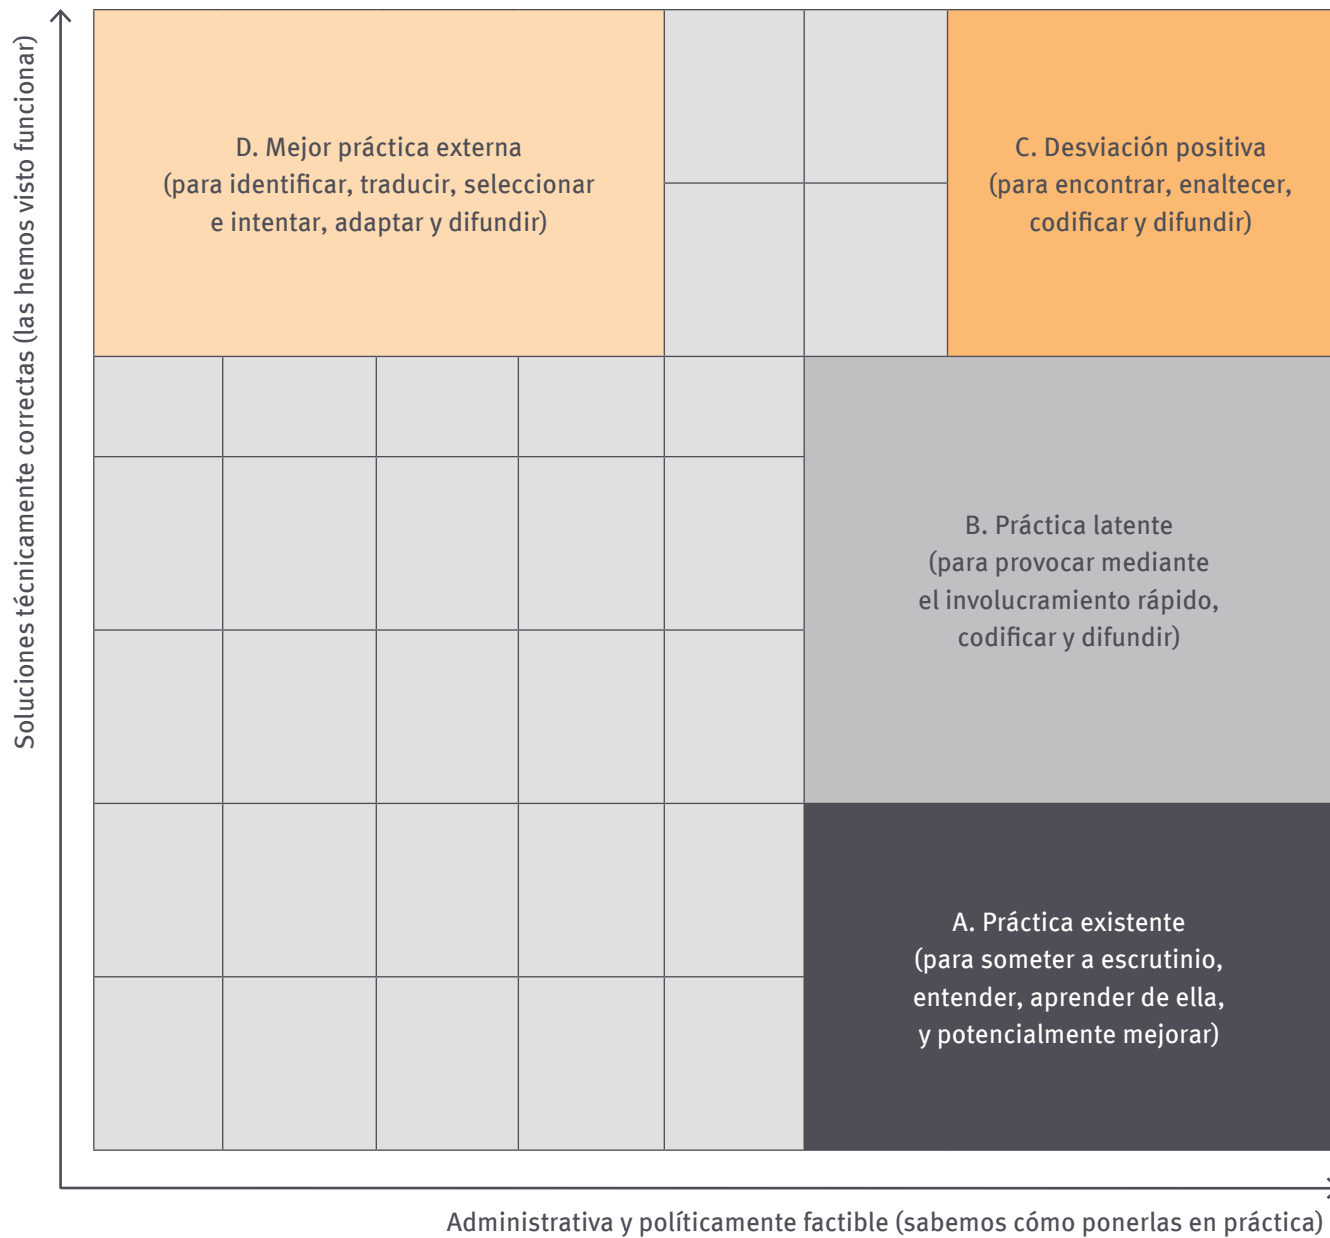 Soluciones técnicamente correctas (las hemos visto funcionar)
D. Mejor práctica externa
(para identificar, traducir, seleccionar
e intentar, adaptar y difundir)
C. Desviación positiva
(para encontrar, enaltecer,
codificar y difundir)
B. Práctica latente
(para provocar mediante
el involucramiento rápido,
codificar y difundir)
A. Práctica existente
(para someter a escrutinio,
entender, aprender de ella,
y potencialmente mejorar)
Administrativa y políticamente factible (sabemos cómo ponerlas en práctica)